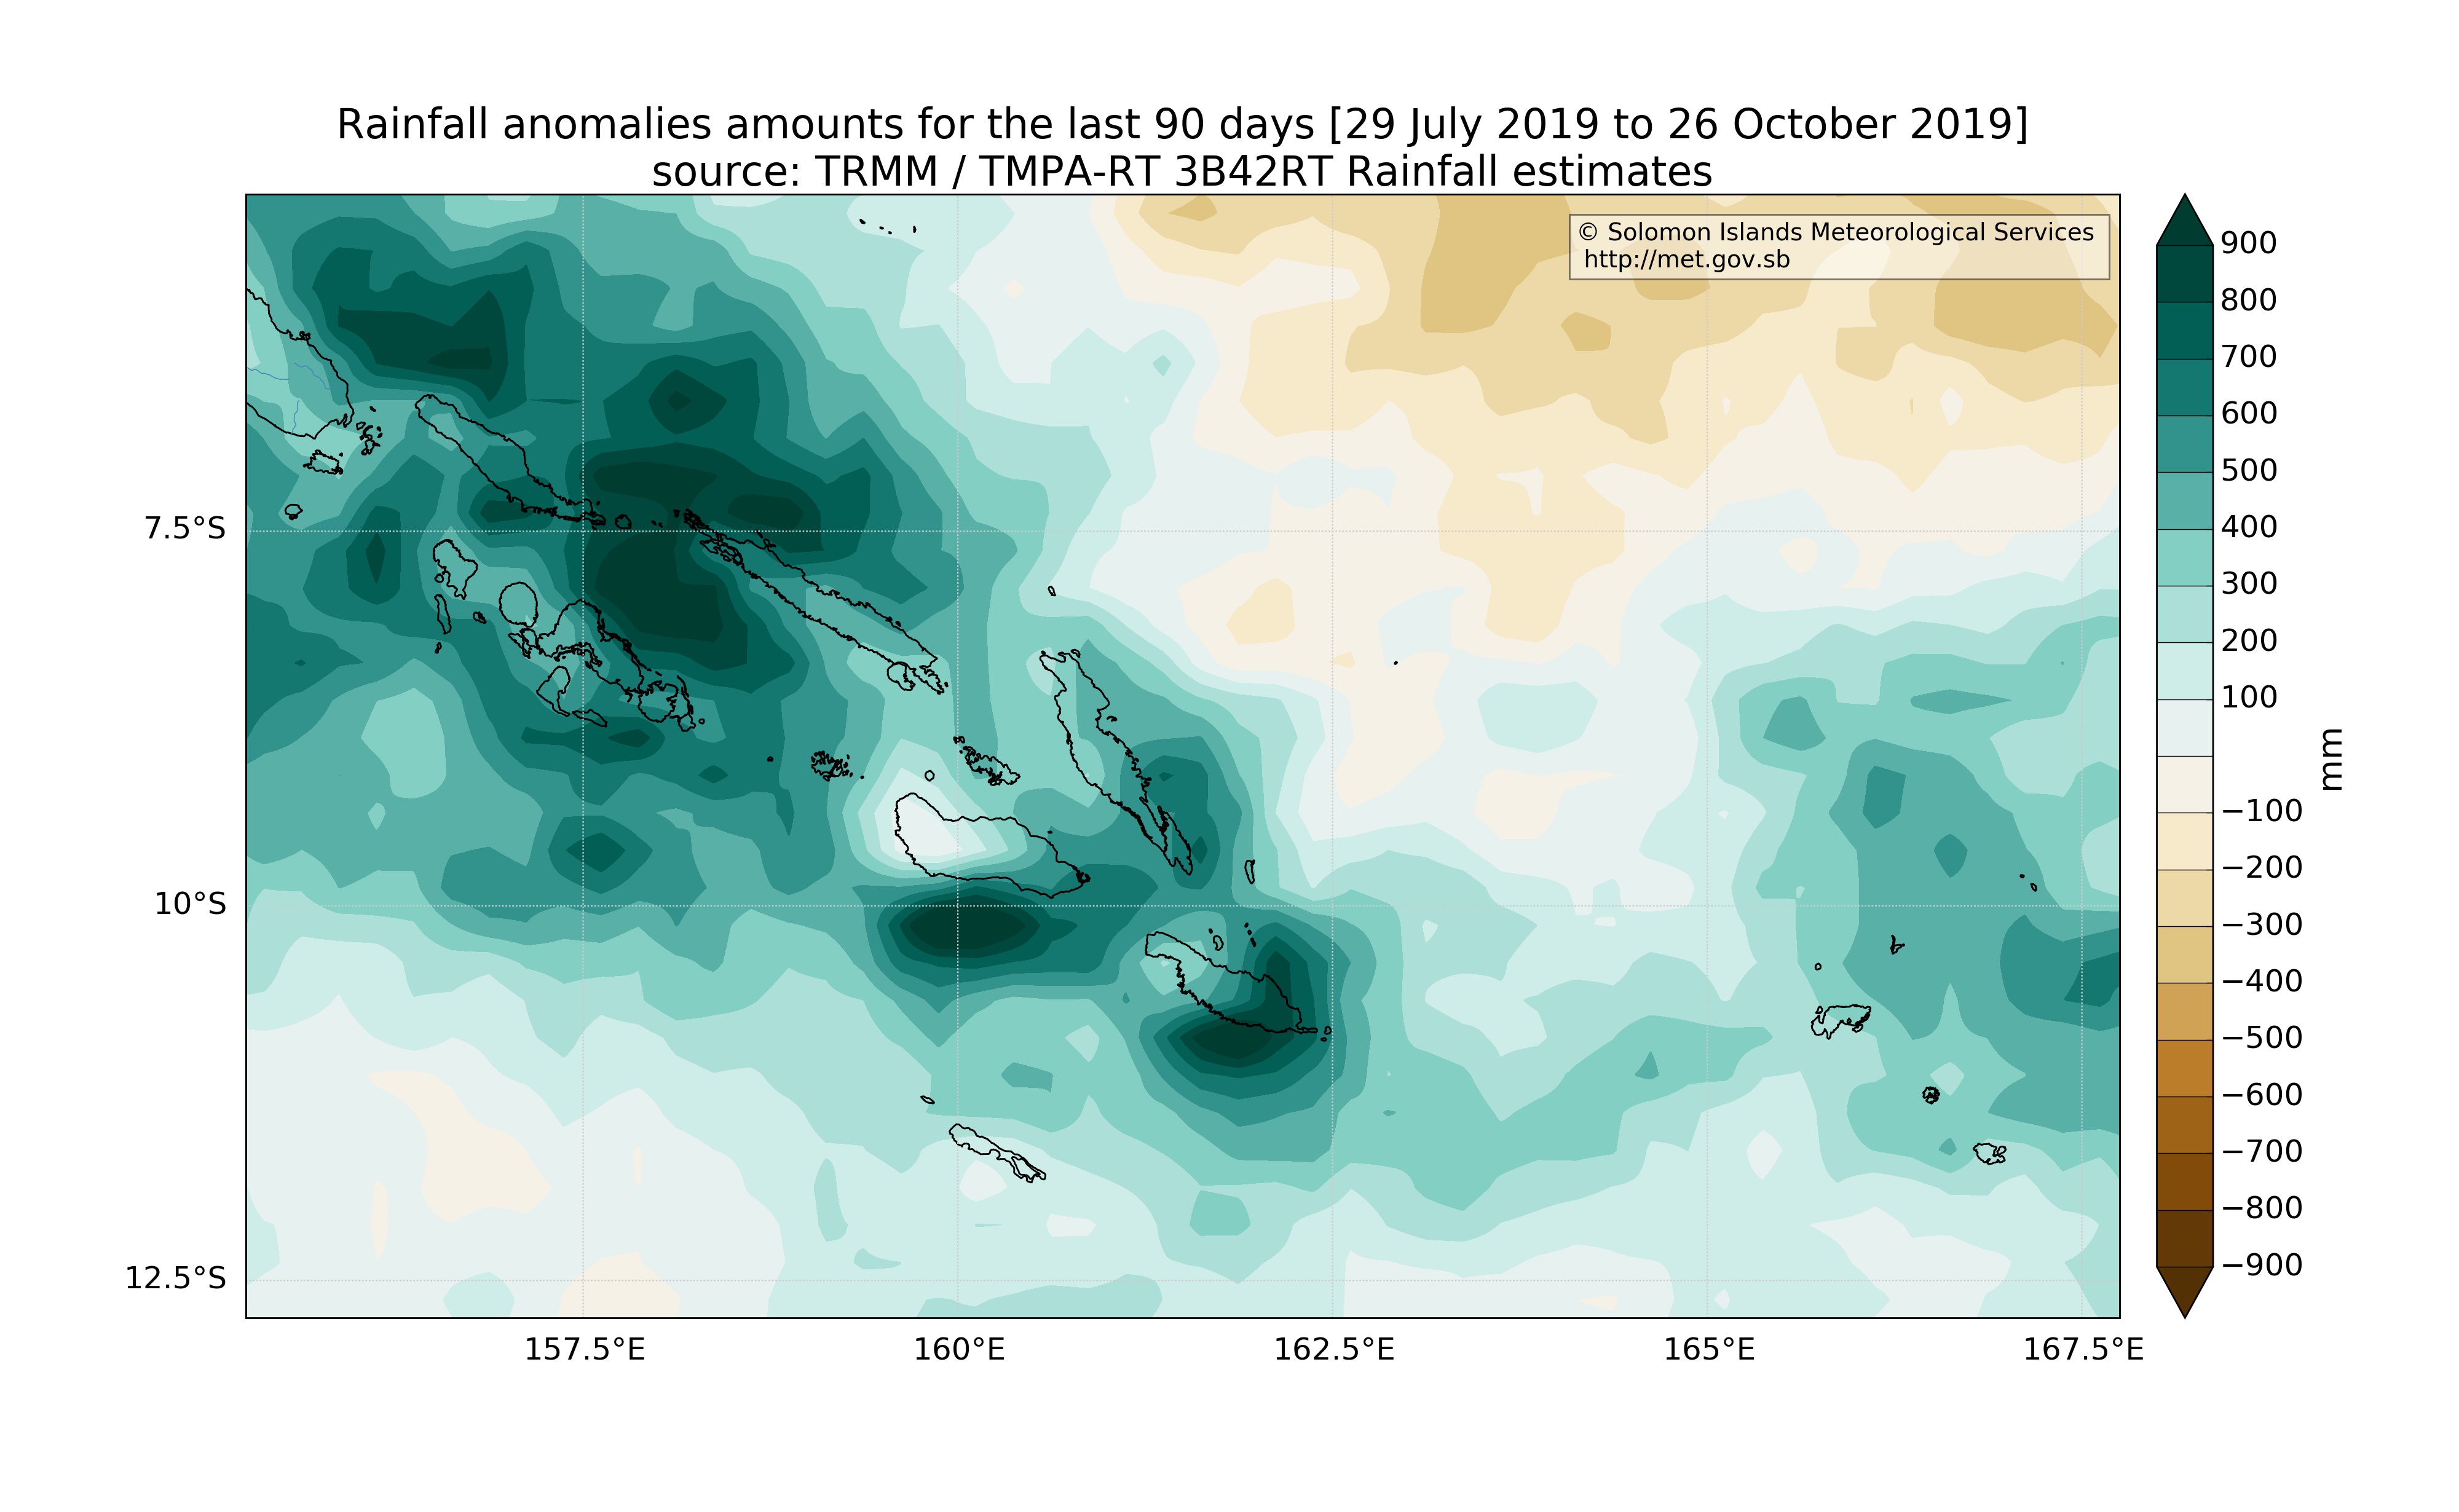 Rainfall anomalies amounts for the last 90 days [29 July 2019 to 26 October 2019]
source: TRMM / TMPA-RT 3B42RT Rainfall estimates
© Solomon Islands Meteorological Services
http://met.gov.sb
7.5°S
10°S
12.5°S
157.5°E
160°E
162.5°E
165°E
167.5°E
900
800
700
600
500
400
300
200
100
−100
−200
−300
−400
−500
−600
−700
−800
−900
mm